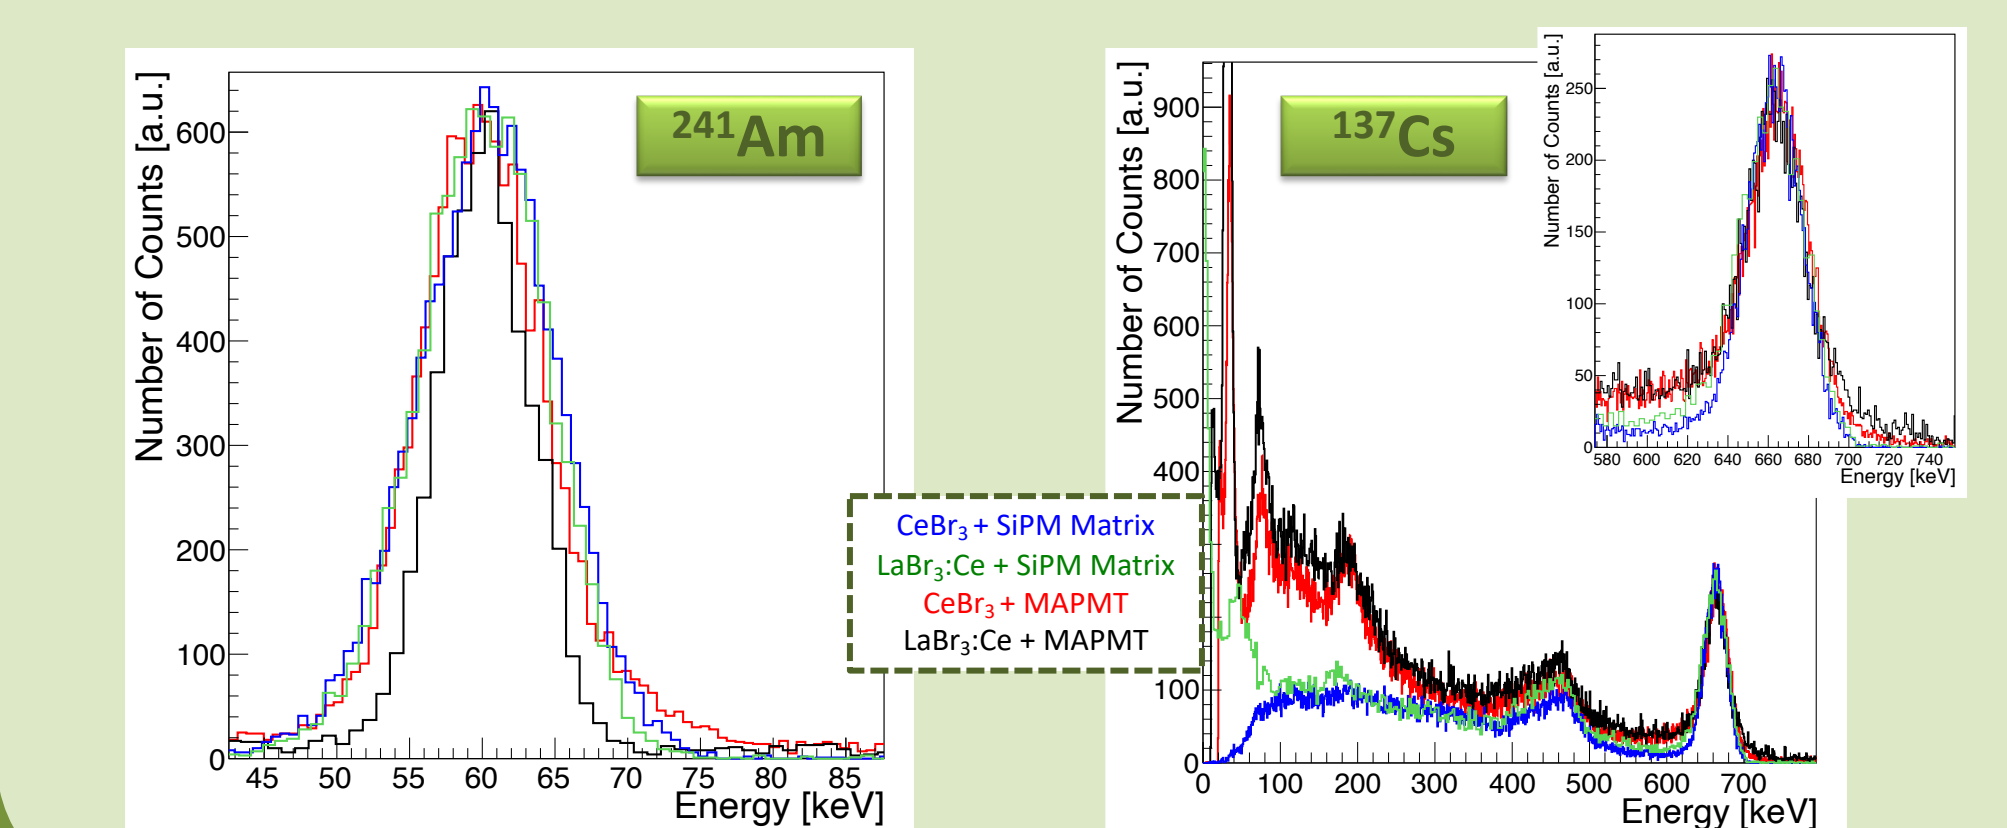 Number of Counts [a.u.]
600
500
400
300
200
100
0
45 50 55 60 65 70 75 80 85
Energy [keV]
²⁴¹Am
CeBr₃ + SiPM Matrix
LaBr₃:Ce + SiPM Matrix
CeBr₃ + MAPMT
LaBr₃:Ce + MAPMT
Number of Counts [a.u.]
900
800
700
600
500
400
100
0
0 100 200 300 400 500 600 700
Energy [keV]
¹³⁷Cs
Number of Counts [a.u.]
250
200
150
100
50
0
580 600 620 640 660 680 700 720 740
Energy [keV]